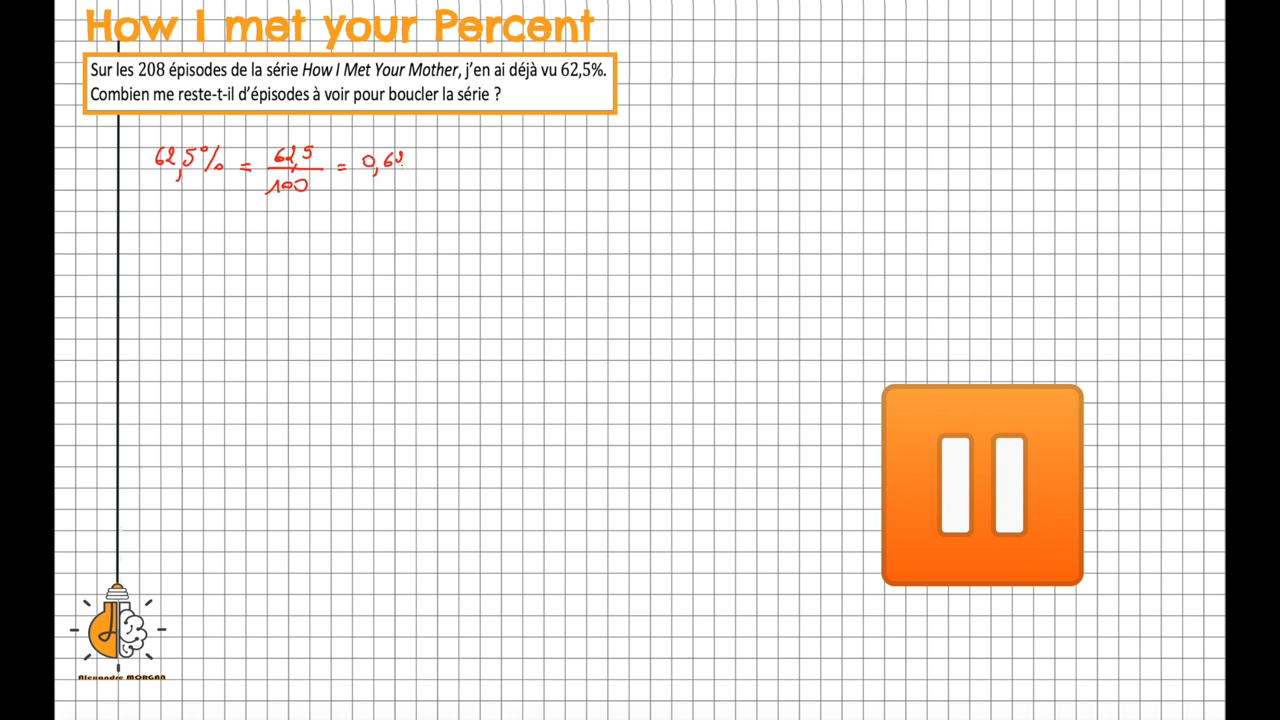 How I met your Percent
Sur les 208 épisodes de la série How I Met Your Mother, j'en ai déjà vu 62,5%.
Combien me reste-t-il d'épisodes à voir pour boucler la série ?
62,5% = 62,5/100 = 0,62
Alexandre MORGAN